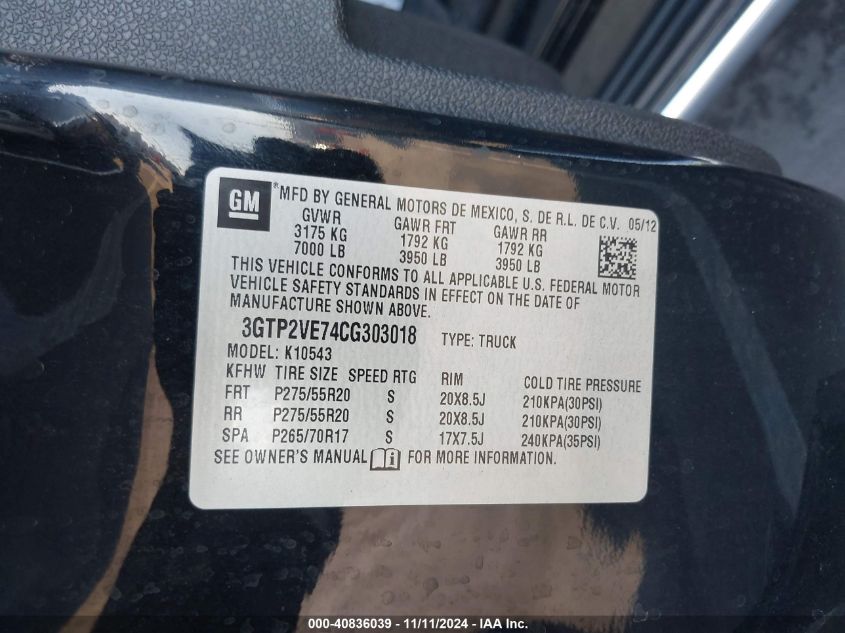 GM ®MFD BY GENERAL MOTORS DE MEXICO, S. DE R.L. DE C.V. 05/12
GVWR GAWR FRT GAWR RR
3175 KG 1792 KG 1792 KG
7000 LB 3950 LB 3950 LB
THIS VEHICLE CONFORMS TO ALL APPLICABLE U.S. FEDERAL MOTOR
VEHICLE SAFETY STANDARDS IN EFFECT ON THE DATE OF
MANUFACTURE SHOWN ABOVE.
3GTP2VE74CG303018 TYPE: TRUCK
MODEL: K10543
KFHW TIRE SIZE SPEED RTG RIM COLD TIRE PRESSURE
FRT P275/55R20 S 20X8.5J 210KPA(30PSI)
RR P275/55R20 S 20X8.5J 210KPA(30PSI)
SPA P265/70R17 S 17X7.5J 240KPA(35PSI)
SEE OWNER'S MANUAL i FOR MORE INFORMATION.
000-40836039 - 11/11/2024 - IAA Inc.